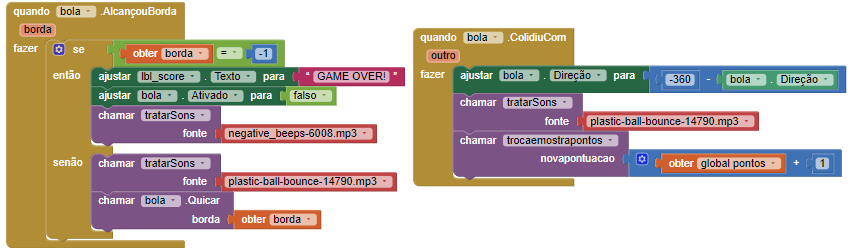 quando bola .AlcançouBorda
borda
fazer se obter borda = -1
então ajustar lbl_score . Texto para " GAME OVER! "
ajustar bola . Ativado para falso
chamar tratarSons
fonte negative_beeps-6008.mp3
senão chamar tratarSons
fonte plastic-ball-bounce-14790.mp3
chamar bola .Quicar
borda obter borda
quando bola .ColidiuCom
outro
fazer ajustar bola . Direção para -360 - bola . Direção
chamar tratarSons
fonte plastic-ball-bounce-14790.mp3
chamar trocaemostrapontos
novapontuacao obter global pontos + 1